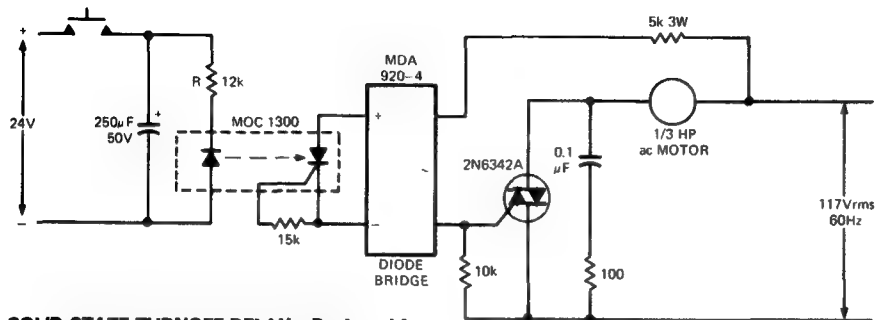 5k 3W
MDA
920-4
+
R
12k
24V
250μF
50V
+
MOC 1300
+
~
1/3 HP
ac MOTOR
2N6342A
0.1
μF
117Vrms
60Hz
−
15k
−
DIODE
BRIDGE
10k
100